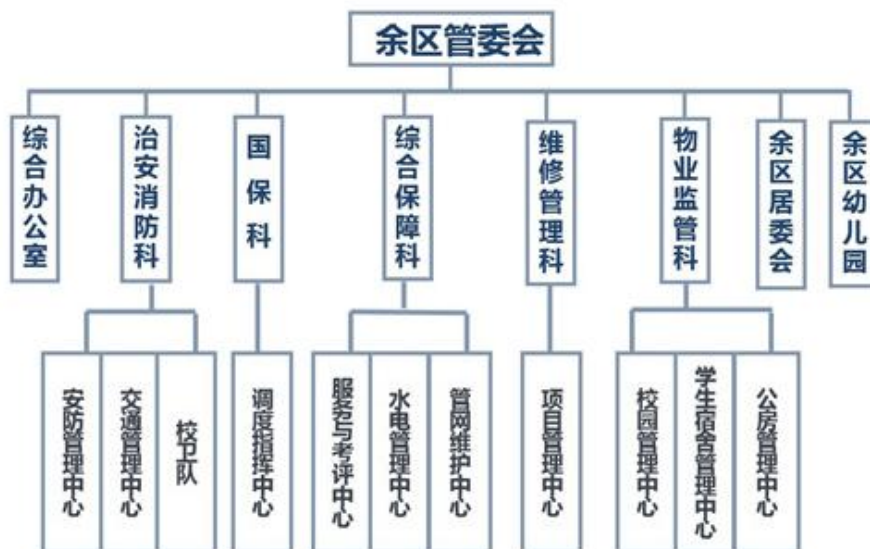 余区管委会
综合办公室
治安消防科
国保科
综合保障科
维修管理科
物业监管科
余区居委会
余区幼儿园
安防管理中心
交通管理中心
校卫队
调度指挥中心
服务与考评中心
水电管理中心
管网维护中心
项目管理中心
校园管理中心
学生宿舍管理中心
公房管理中心